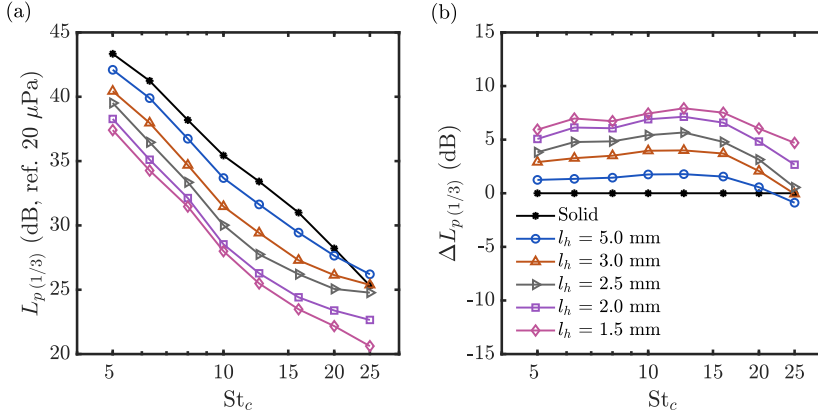 (a)
45
40
35
30
25
20
L_{p (1/3)} (dB, ref. 20 μPa)
5
10
15
20
25
St_c
(b)
15
10
5
0
-5
-10
-15
ΔL_{p (1/3)} (dB)
Solid
l_h = 5.0 mm
l_h = 3.0 mm
l_h = 2.5 mm
l_h = 2.0 mm
l_h = 1.5 mm
5
10
15
20
25
St_c